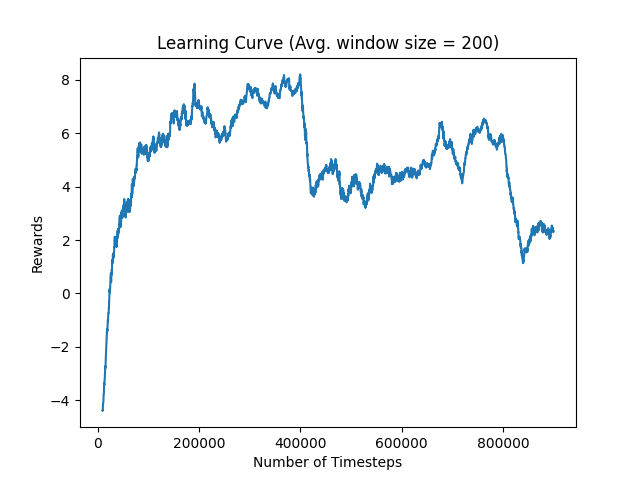 Learning Curve (Avg. window size = 200)
8
6
4
2
0
−2
−4
Rewards
0 200000 400000 600000 800000
Number of Timesteps